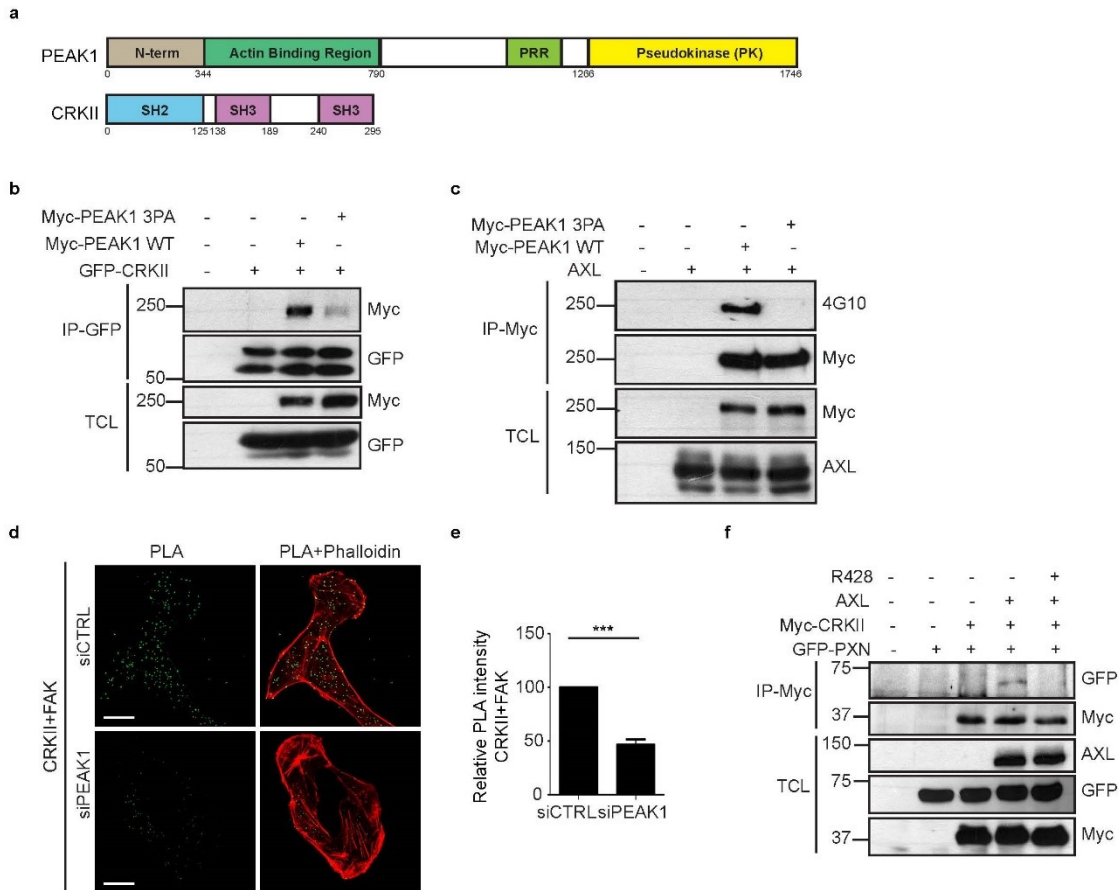 a
PEAK1 N-term Actin Binding Region PRR Pseudokinase (PK)
0 344 790 1266 1746
CRKII SH2 SH3 SH3
0 125 138 189 240 295
b
Myc-PEAK1 3PA - - - +
Myc-PEAK1 WT - - + -
GFP-CRKII - + + +
IP-GFP
250 Myc
GFP
50
TCL
250 Myc
GFP
50
c
Myc-PEAK1 3PA - - - +
Myc-PEAK1 WT - - + -
AXL - + + +
IP-Myc
250 4G10
250 Myc
TCL
250 Myc
150
AXL
d
PLA PLA+Phalloidin
CRKII+FAK
siCTRL
siPEAK1
e
Relative PLA intensity
CRKII+FAK
***
150
100
50
0
siCTRL siPEAK1
f
R428 - - - - +
AXL - - - + +
Myc-CRKII - - + + +
GFP-PXN - + + + +
IP-Myc
75 GFP
37 Myc
TCL
150 AXL
75 GFP
37 Myc